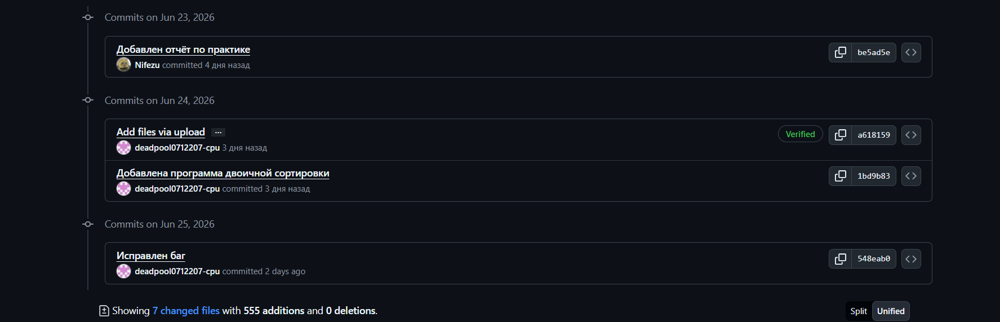 Commits on Jun 23, 2026
Добавлен отчёт по практике
be5ad5e
Nifezu committed 4 дня назад
Commits on Jun 24, 2026
Add files via upload ...
Verified
a618159
deadpool0712207-cpu 3 дня назад
Добавлена программа двоичной сортировки
1bd9b83
deadpool0712207-cpu committed 3 дня назад
Commits on Jun 25, 2026
Исправлен баг
548eab0
deadpool0712207-cpu committed 2 days ago
Showing 7 changed files with 555 additions and 0 deletions.
Split Unified